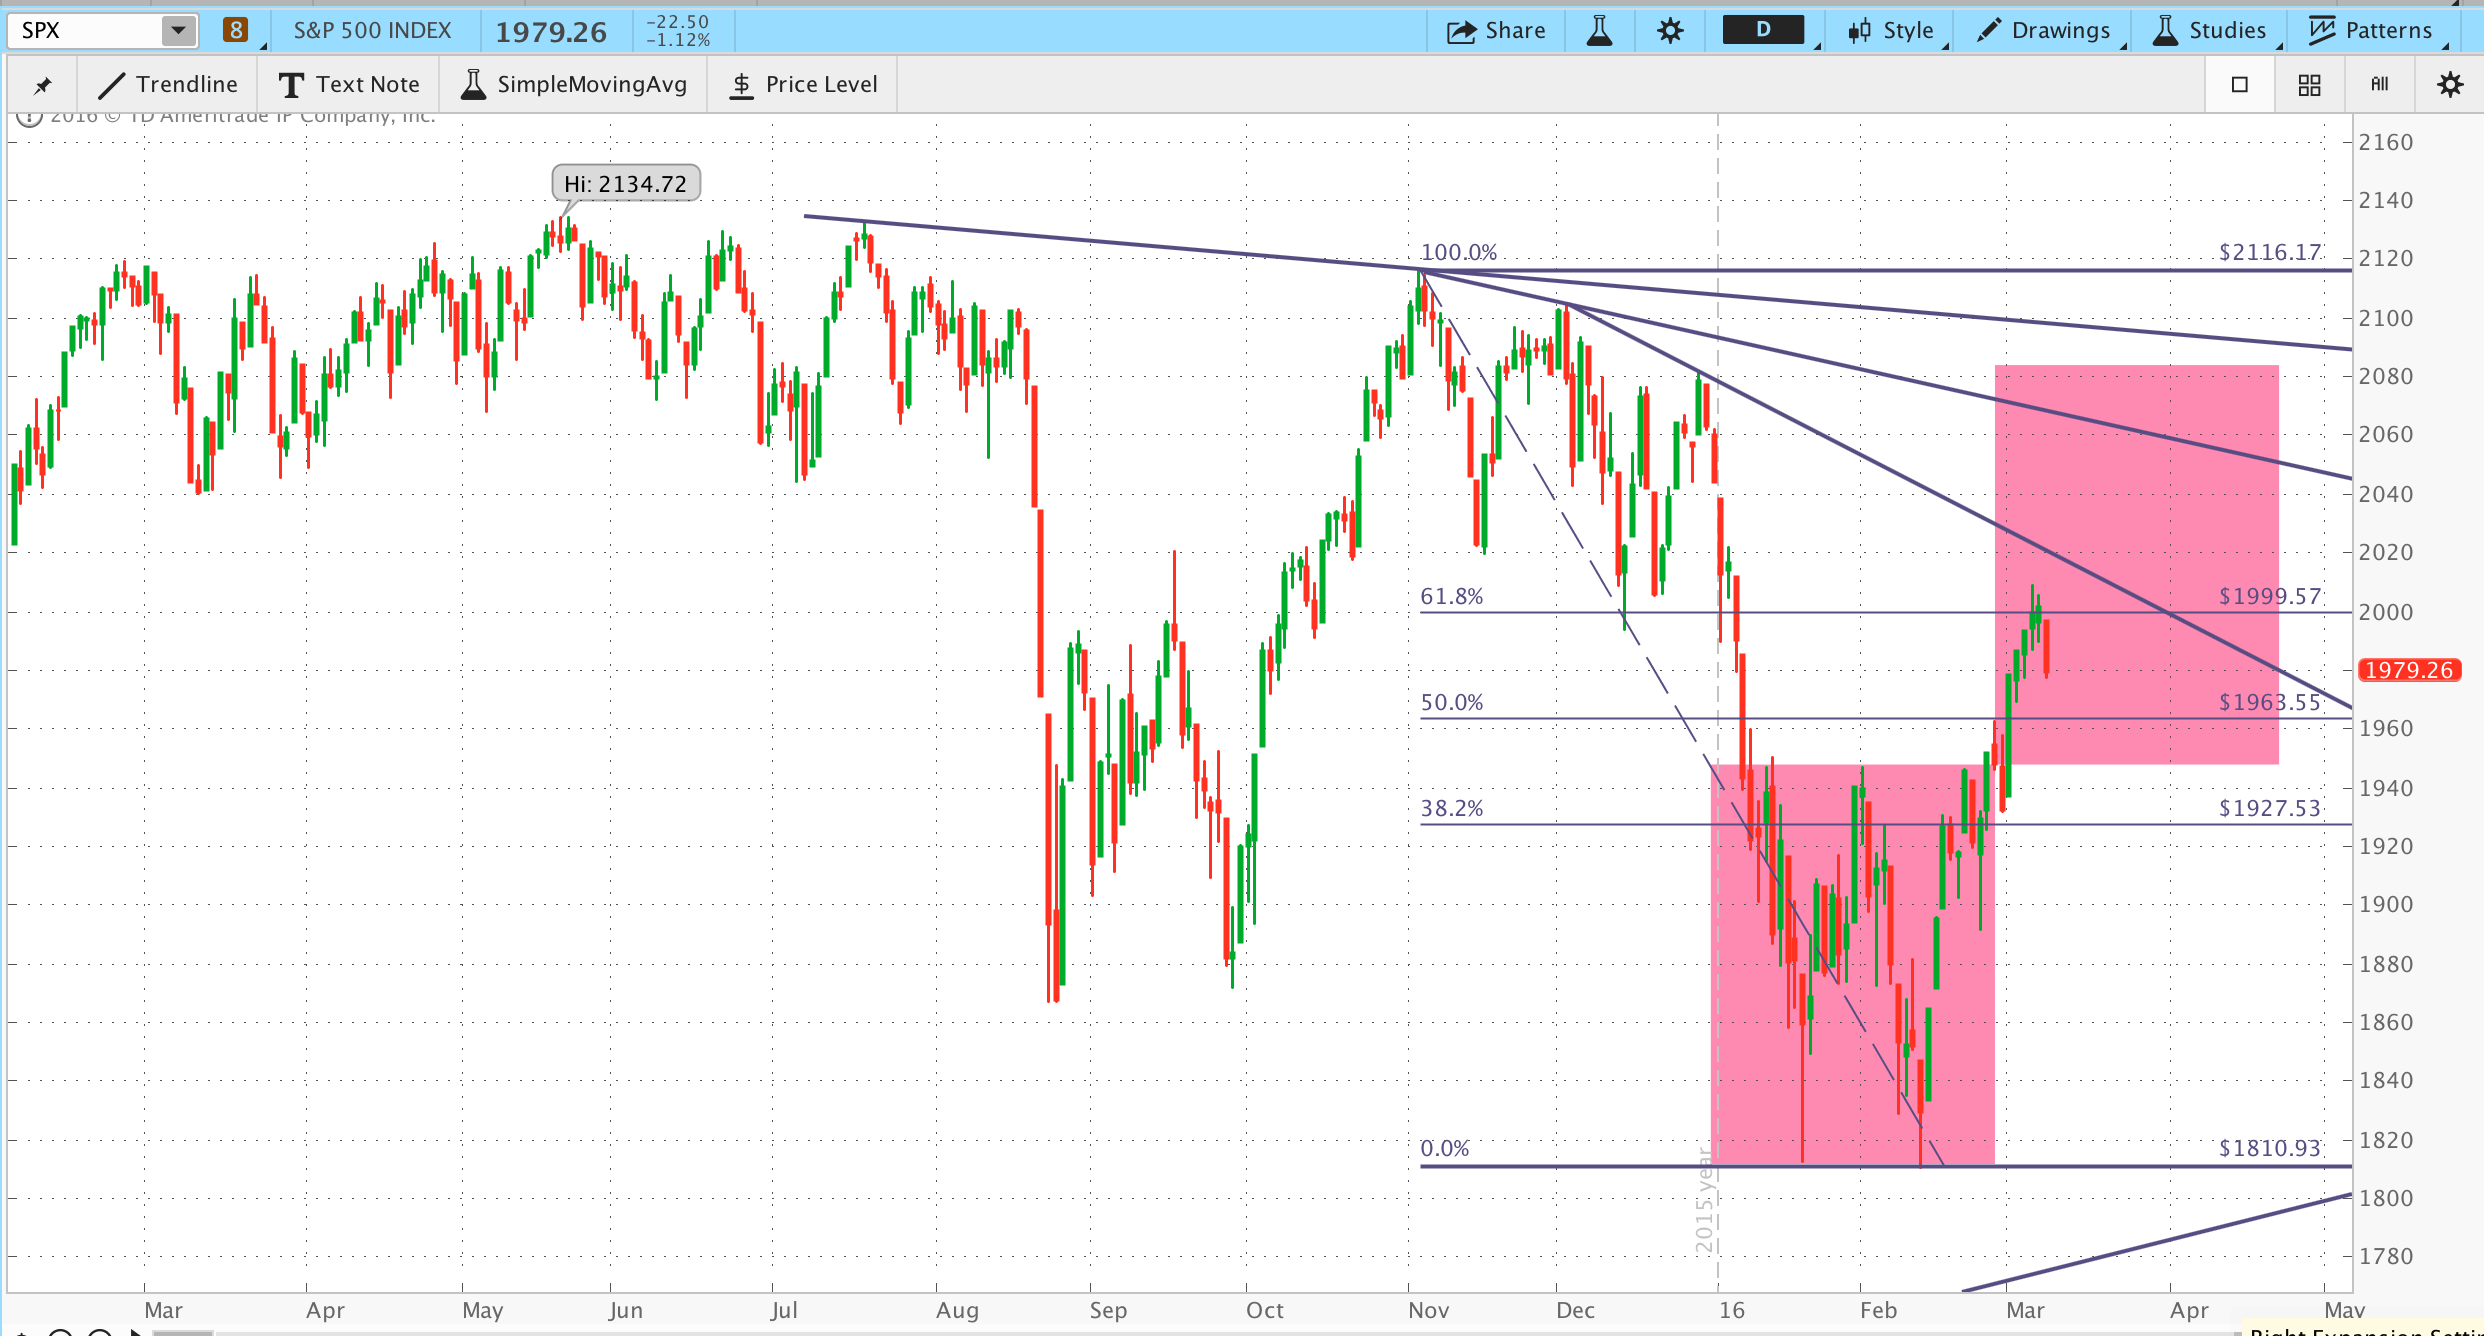 SPX 8 S&P 500 INDEX 1979.26 -22.50 Share D Style Drawings Studies Patterns
-1.12%
Trendline Text Note SimpleMovingAvg $ Price Level All
2016 © TD Ameritrade IP Company, Inc.
2160
Hi: 2134.72
2140
100.0% $2116.17 2120
2100
2080
2060
2040
2020
61.8% $1999.57 2000
1979.26
50.0% $1963.55
1960
1940
38.2% $1927.53
1920
1900
1880
1860
1840
1820
0.0% $1810.93
2015 year
1800
1780
Mar Apr May Jun Jul Aug Sep Oct Nov Dec 16 Feb Mar Apr May